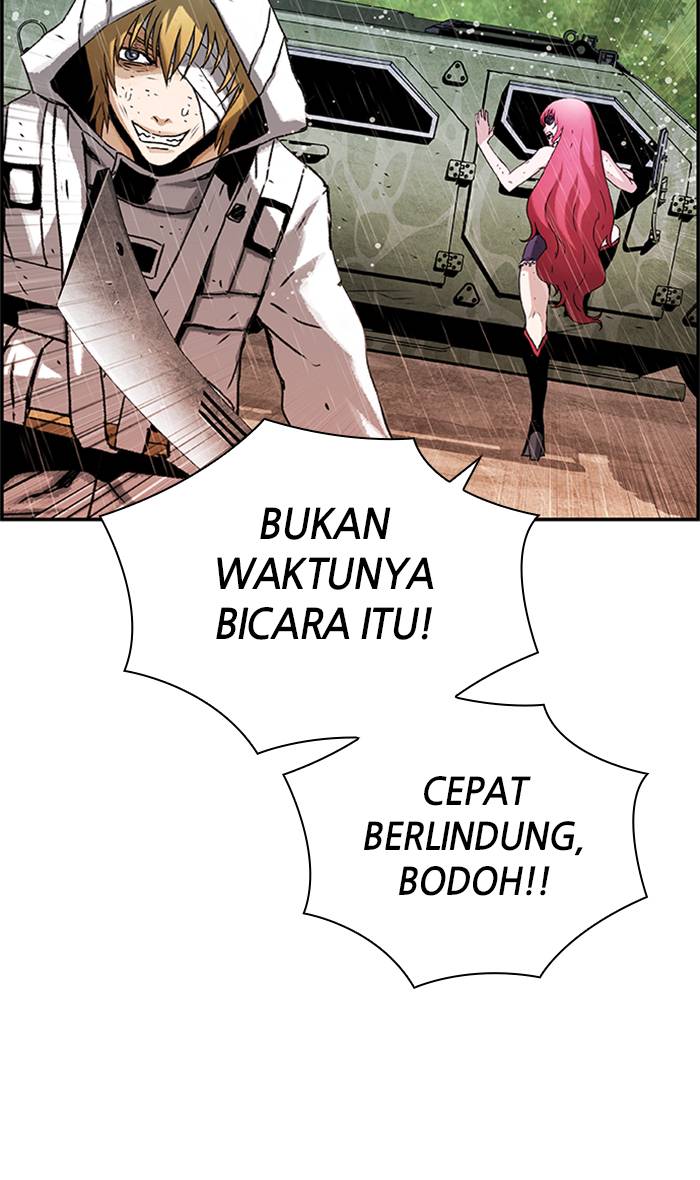 BUKAN
WAKTUNYA
BICARA ITU!
CEPAT
BERLINDUNG,
BODOH!!